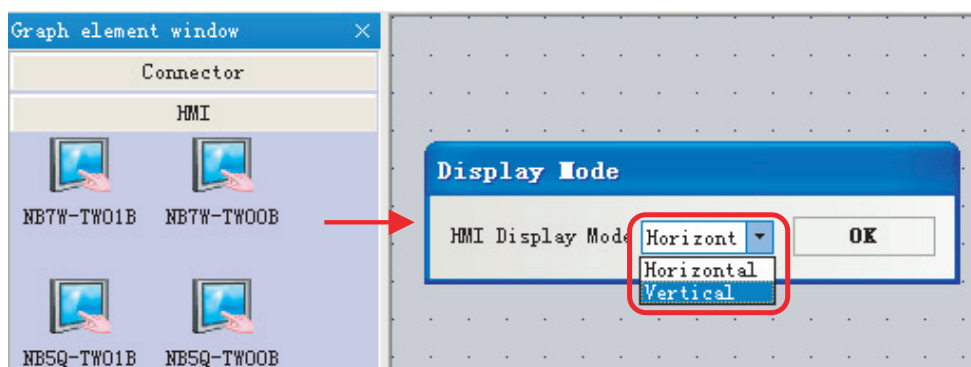 Graph element window
Connector
HMI
NB7W-TW01B NB7W-TW00B
NB5Q-TW01B NB5Q-TW00B
Display Mode
HMI Display Mode Horizont OK
Horizontal
Vertical